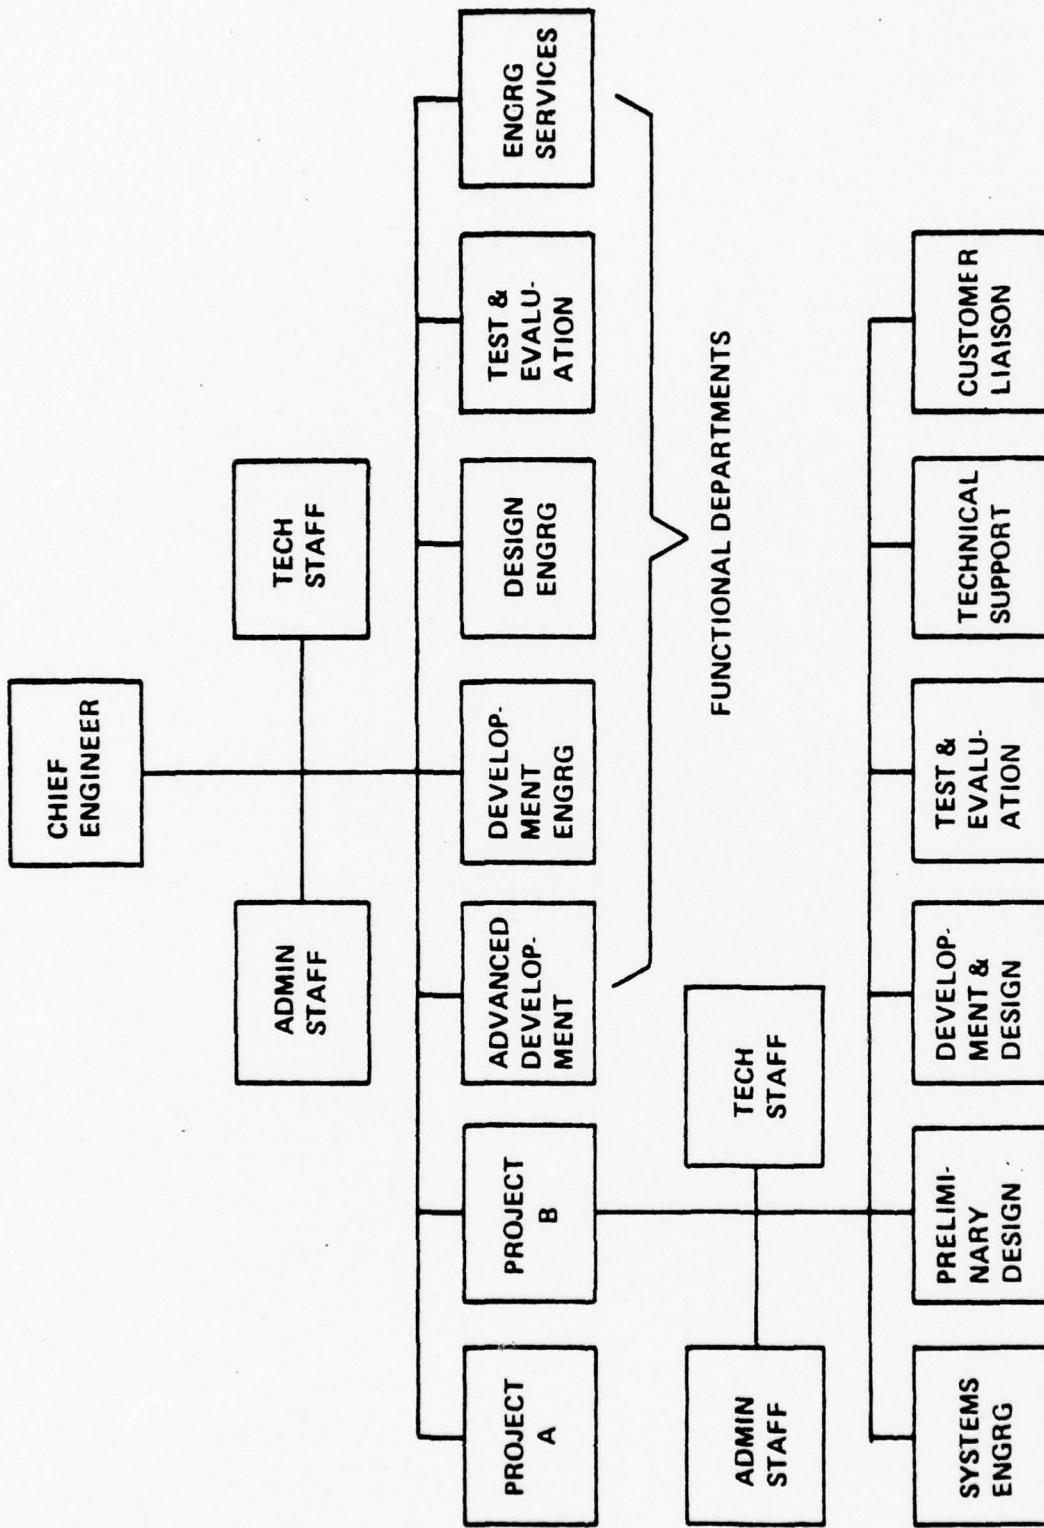 CHIEF
ENGINEER
ADMIN
STAFF
TECH
STAFF
PROJECT
A
PROJECT
B
ADVANCED
DEVELOP-
MENT
DEVELOP-
MENT
ENGRG
DESIGN
ENGRG
TEST &
EVALU-
ATION
ENGRG
SERVICES
FUNCTIONAL DEPARTMENTS
ADMIN
STAFF
TECH
STAFF
SYSTEMS
ENGRG
PRELIMI-
NARY
DESIGN
DEVELOP-
MENT &
DESIGN
TEST &
EVALU-
ATION
TECHNICAL
SUPPORT
CUSTOMER
LIAISON